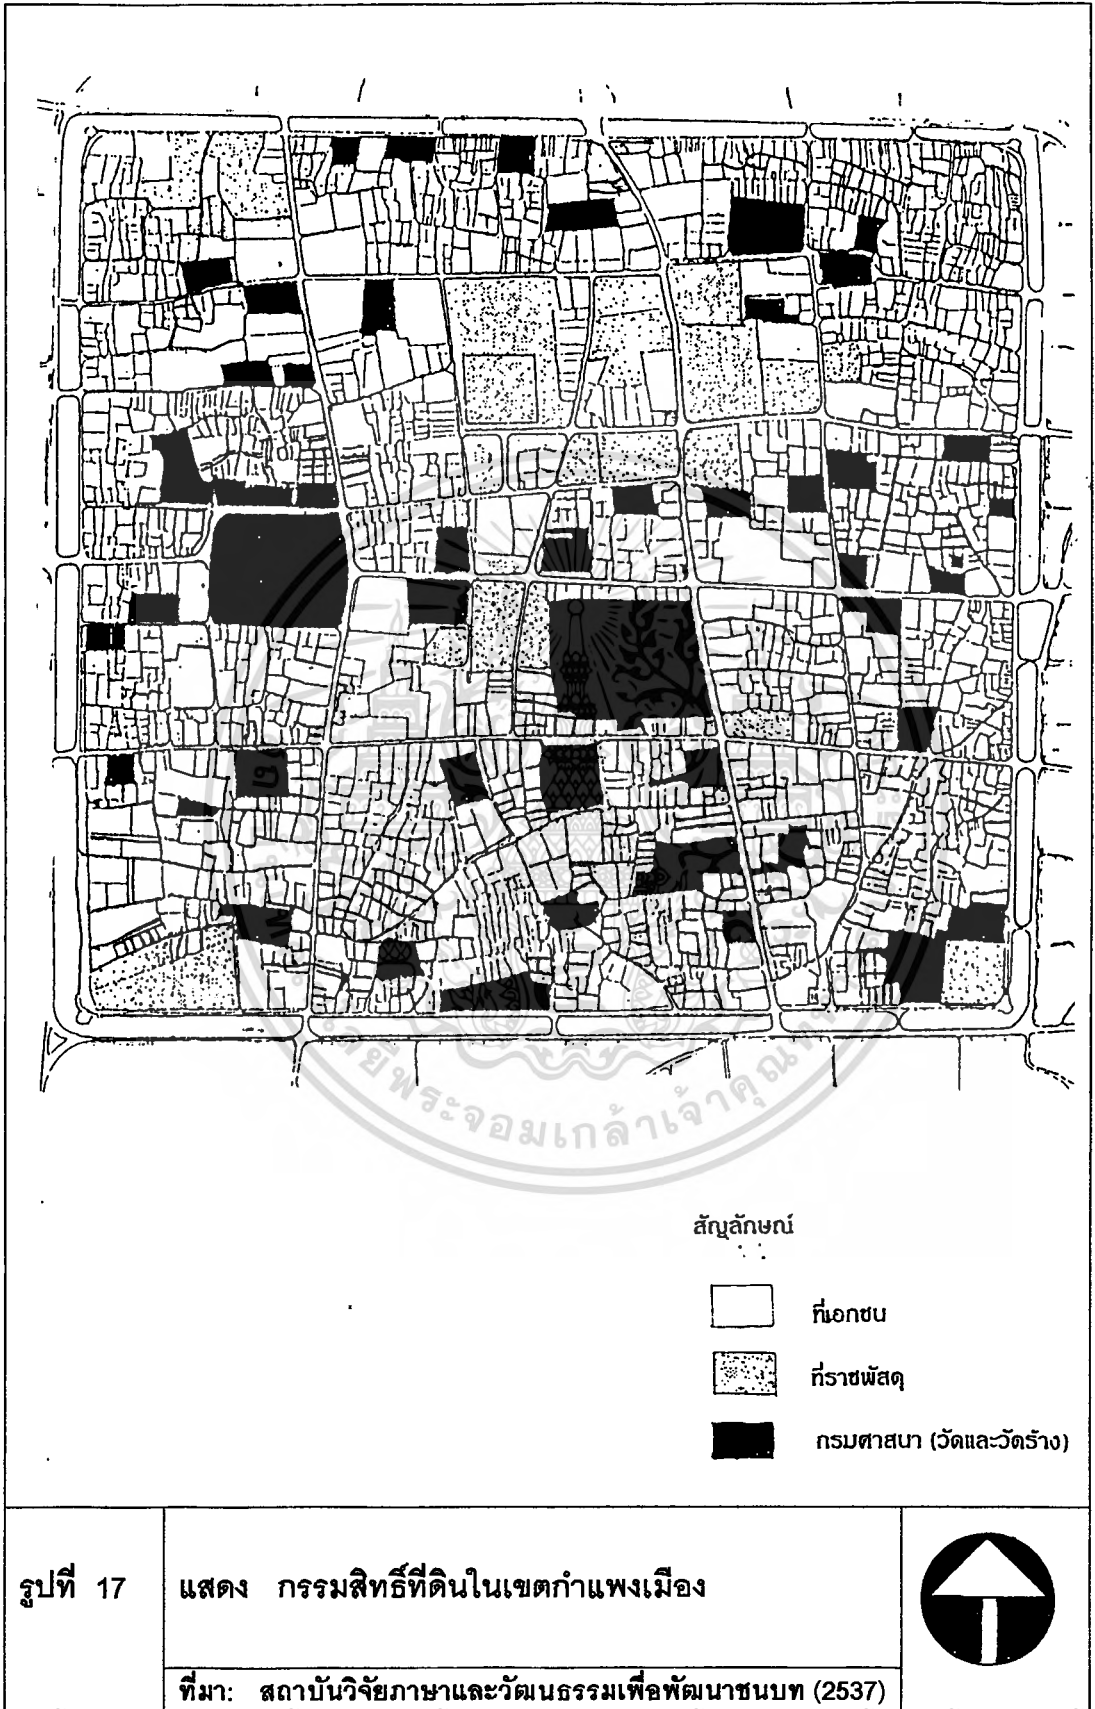 สัญลักษณ์
ที่เอกชน
ที่ราชพัสดุ
กรมศาสนา (วัดและวัดร้าง)
รูปที่ 17
แสดง กรรมสิทธิ์ที่ดินในเขตกำแพงเมือง
ที่มา: สถาบันวิจัยภาษาและวัฒนธรรมเพื่อพัฒนาชนบท (2537)